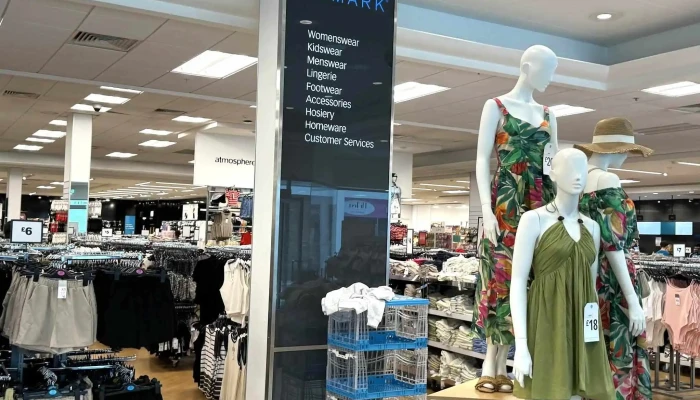 MARK
Womenswear
Kidswear
Menswear
Lingerie
Footwear
Accessories
Hosiery
Homeware
Customer Services
atmosphere
£6
£18